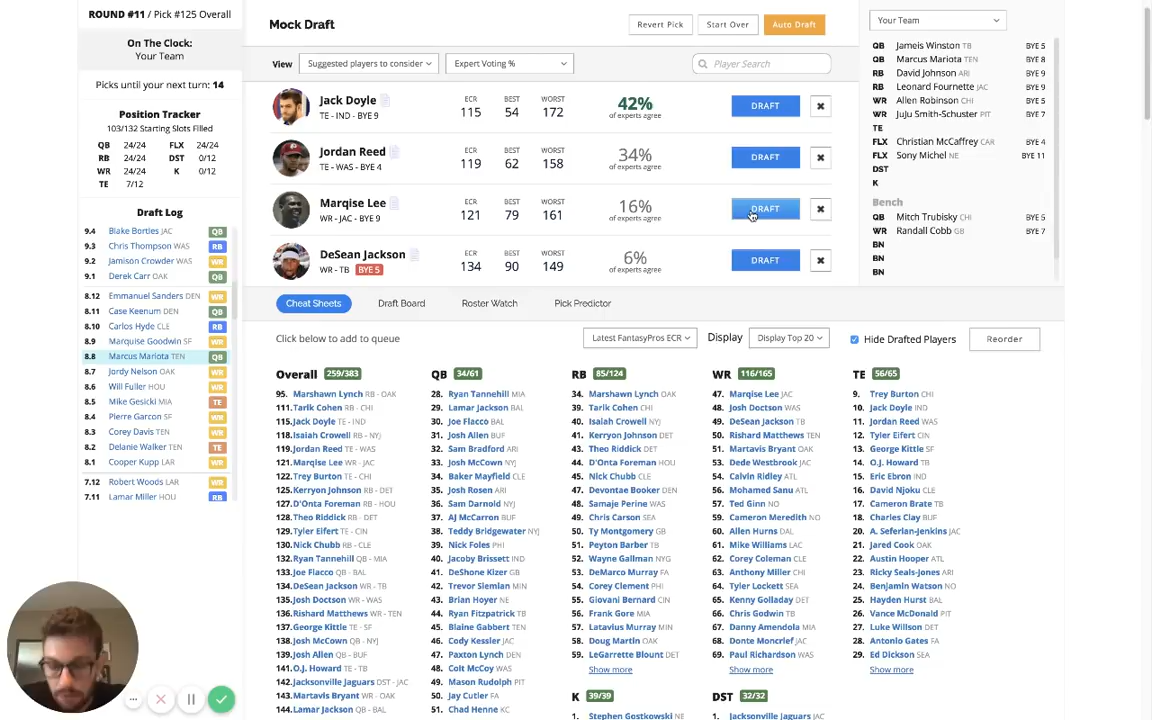 ROUND #11 / Pick #125 Overall
On The Clock:
Your Team
Picks until your next turn: 14
Position Tracker
103/132 Starting Slots Filled
QB 24/24 FLX 24/24
RB 24/24 DST 0/12
WR 24/24 K 0/12
TE 7/12
Draft Log
9.4 Blake Bortles JAC QB
9.3 Chris Thompson WAS RB
9.2 Jamison Crowder WAS WR
9.1 Derek Carr OAK QB
8.12 Emmanuel Sanders DEN WR
8.11 Case Keenum DEN QB
8.10 Carlos Hyde CLE RB
8.9 Marquise Goodwin SF WR
8.8 Marcus Mariota TEN QB
8.7 Jordy Nelson OAK WR
8.6 Will Fuller HOU WR
8.5 Mike Gesicki MIA TE
8.4 Pierre Garcon SF WR
8.3 Corey Davis TEN WR
8.2 Delanie Walker TEN TE
8.1 Cooper Kupp LAR WR
7.12 Robert Woods LAR WR
7.11 Lamar Miller HOU RB
Mock Draft
Revert Pick Start Over Auto Draft
View Suggested players to consider Expert Voting % Player Search
Jack Doyle TE - IND - BYE 9 ECR 115 BEST 54 WORST 172 42% of experts agree DRAFT
Jordan Reed TE - WAS - BYE 4 ECR 119 BEST 62 WORST 158 34% of experts agree DRAFT
Marqise Lee WR - JAC - BYE 9 ECR 121 BEST 79 WORST 161 16% of experts agree DRAFT
DeSean Jackson WR - TB BYE 5 ECR 134 BEST 90 WORST 149 6% of experts agree DRAFT
Your Team
QB Jameis Winston TB BYE 5
QB Marcus Mariota TEN BYE 8
RB David Johnson ARI BYE 9
RB Leonard Fournette JAC BYE 9
WR Allen Robinson CHI BYE 5
WR JuJu Smith-Schuster PIT BYE 7
TE
FLX Christian McCaffrey CAR BYE 4
FLX Sony Michel NE BYE 11
DST
K
Bench
QB Mitch Trubisky CHI BYE 5
WR Randall Cobb GB BYE 7
BN
BN
BN
Cheat Sheets Draft Board Roster Watch Pick Predictor
Click below to add to queue Latest FantasyPros ECR Display Display Top 20 Hide Drafted Players Reorder
Overall 259/383
95. Marshawn Lynch RB - OAK
111. Tarik Cohen RB - CHI
115. Jack Doyle TE - IND
118. Isaiah Crowell RB - NYJ
119. Jordan Reed TE - WAS
121. Marqise Lee WR - JAC
122. Trey Burton TE - CHI
125. Kerryon Johnson RB - DET
127. D'Onta Foreman RB - HOU
128. Theo Riddick RB - DET
129. Tyler Eifert TE - CIN
130. Nick Chubb RB - CLE
132. Ryan Tannehill QB - MIA
133. Joe Flacco QB - BAL
134. DeSean Jackson WR - TB
135. Josh Doctson WR - WAS
136. Rishard Matthews WR - TEN
137. George Kittle TE - SF
138. Josh McCown QB - NYJ
139. Josh Allen QB - BUF
141. O.J. Howard TE - TB
142. Jacksonville Jaguars DST - JAC
143. Martavis Bryant WR - OAK
144. Lamar Jackson QB - BAL
QB 34/61
28. Ryan Tannehill MIA
29. Lamar Jackson BAL
30. Joe Flacco BAL
31. Josh Allen BUF
32. Sam Bradford ARI
33. Josh McCown NYJ
34. Baker Mayfield CLE
35. Josh Rosen ARI
36. Sam Darnold NYJ
37. AJ McCarron BUF
38. Teddy Bridgewater NYJ
39. Nick Foles PHI
40. Jacoby Brissett IND
41. DeShone Kizer GB
42. Trevor Siemian MIN
43. Brian Hoyer NE
44. Ryan Fitzpatrick TB
45. Blaine Gabbert TEN
46. Cody Kessler JAC
47. Paxton Lynch DEN
48. Colt McCoy WAS
49. Mason Rudolph PIT
50. Jay Cutler FA
51. Chad Henne KC
RB 85/124
34. Marshawn Lynch OAK
39. Tarik Cohen CHI
40. Isaiah Crowell NYJ
41. Kerryon Johnson DET
43. Theo Riddick DET
44. D'Onta Foreman HOU
45. Nick Chubb CLE
47. Devontae Booker DEN
48. Samaje Perine WAS
49. Chris Carson SEA
50. Ty Montgomery GB
51. Peyton Barber TB
52. Wayne Gallman NYG
53. DeMarco Murray FA
54. Corey Clement PHI
55. Giovani Bernard CIN
56. Frank Gore MIA
57. Latavius Murray MIN
58. Doug Martin OAK
59. LeGarrette Blount DET
Show more
K 39/39
1. Stephen Gostkowski NE
WR 116/165
47. Marqise Lee JAC
48. Josh Doctson WAS
49. DeSean Jackson TB
50. Rishard Matthews TEN
51. Martavis Bryant OAK
53. Dede Westbrook JAC
54. Calvin Ridley ATL
56. Mohamed Sanu ATL
57. Ted Ginn NO
59. Cameron Meredith NO
60. Allen Hurns DAL
61. Mike Williams LAC
62. Corey Coleman CLE
63. Anthony Miller CHI
64. Tyler Lockett SEA
65. Kenny Golladay DET
66. Chris Godwin TB
67. Danny Amendola MIA
68. Donte Moncrief JAC
69. Paul Richardson WAS
Show more
DST 32/32
1. Jacksonville Jaguars JAC
TE 56/65
9. Trey Burton CHI
10. Jack Doyle IND
11. Jordan Reed WAS
12. Tyler Eifert CIN
13. George Kittle SF
14. O.J. Howard TB
15. Eric Ebron IND
16. David Njoku CLE
17. Cameron Brate TB
18. Charles Clay BUF
20. A. Seferian-Jenkins JAC
21. Jared Cook OAK
22. Austin Hooper ATL
23. Ricky Seals-Jones ARI
24. Benjamin Watson NO
25. Hayden Hurst BAL
26. Vance McDonald PIT
27. Luke Willson DET
28. Antonio Gates FA
29. Ed Dickson SEA
Show more